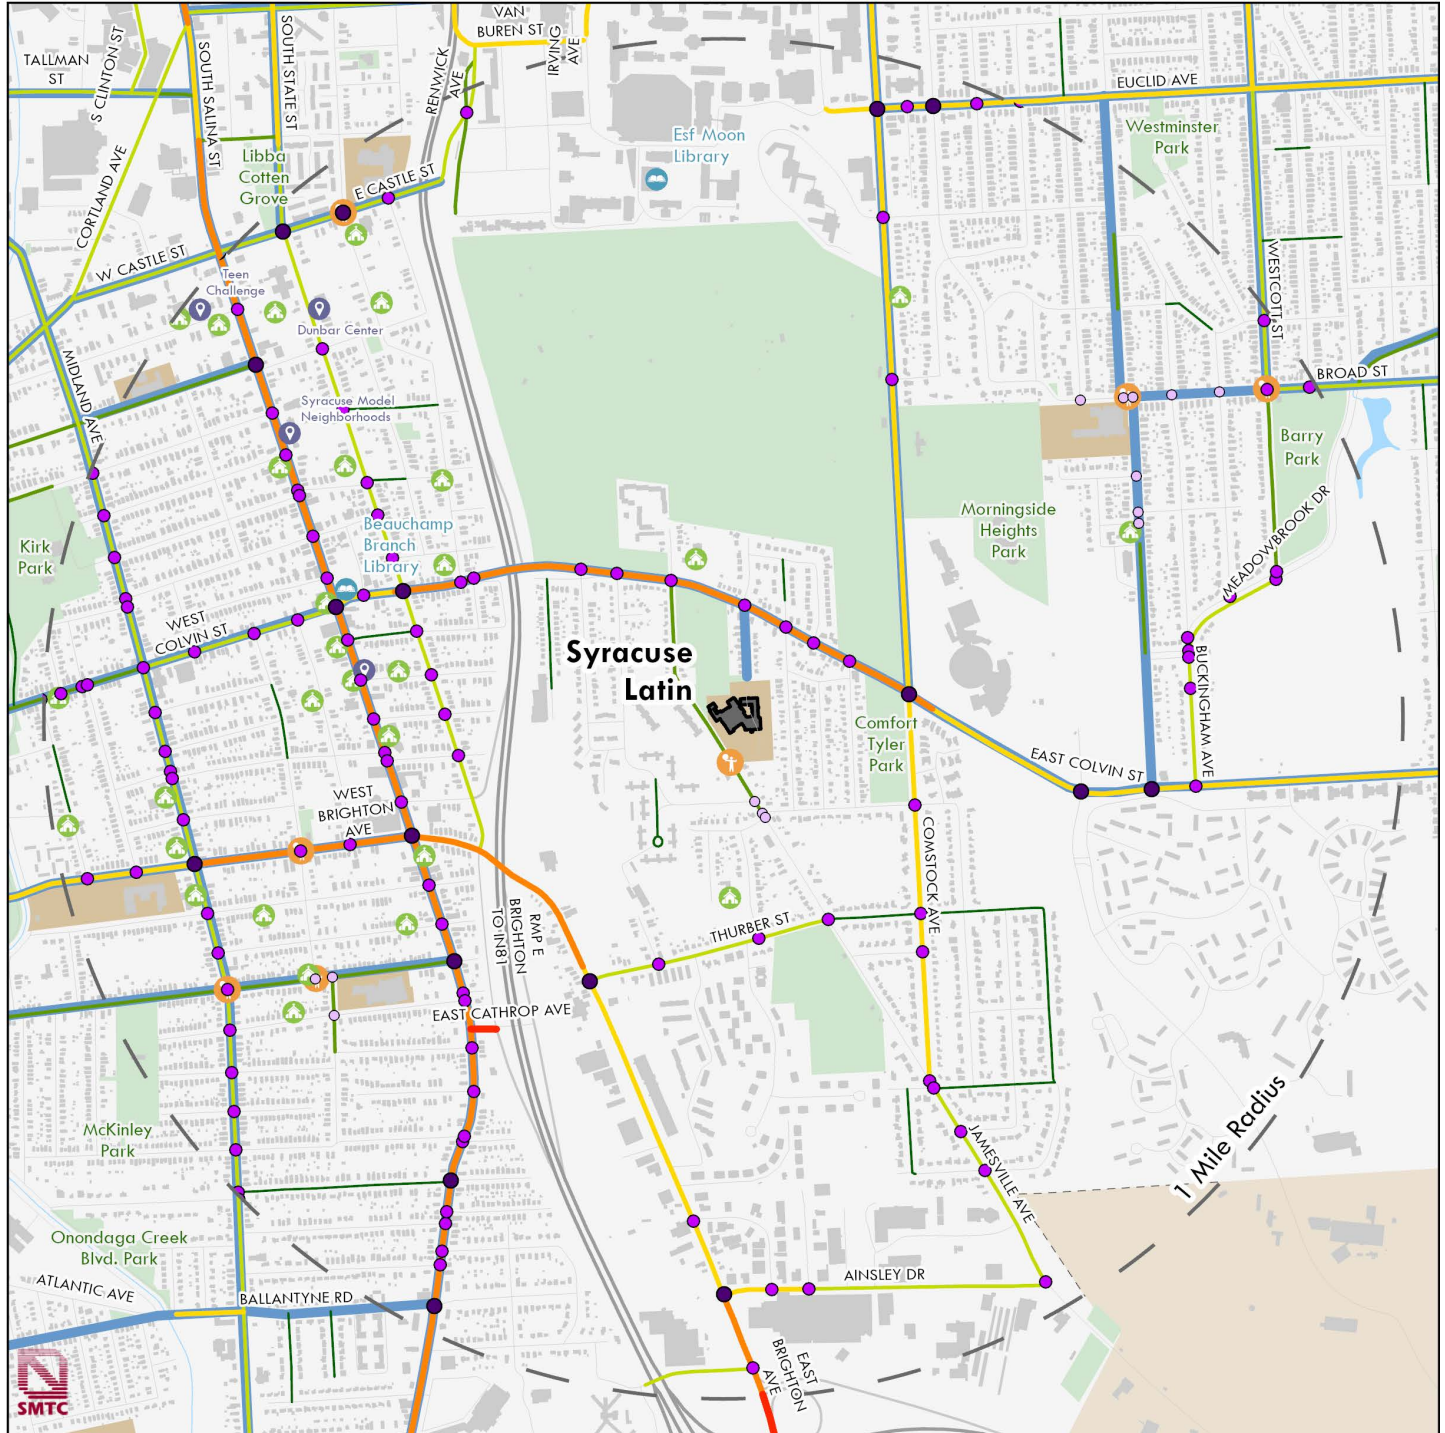 VAN
BUREN ST
TALLMAN
ST
S CLINTON ST
SOUTH SALINA ST
SOUTH STATE ST
RENWICK
AVE
IRVING
AVE
EUCLID AVE
Esf Moon
Library
Westminster
Park
Libba
Cotten
Grove
CORTLAND AVE
E CASTLE ST
W CASTLE ST
WESTCOTT ST
Teen
Challenge
Dunbar Center
MIDLAND AVE
BROAD ST
Syracuse Model
Neighborhoods
Barry
Park
Morningside
Heights
Park
Beauchamp
Branch
Library
Kirk
Park
MEADOWBROOK DR
WEST
COLVIN ST
Syracuse
Latin
BUCKINGHAM AVE
Comfort
Tyler
Park
EAST COLVIN ST
WEST
BRIGHTON
AVE
COMSTOCK AVE
THURBER ST
RMP E
BRIGHTON
TO IN81
EAST CATHROP AVE
McKinley
Park
JAMESVILLE AVE
1 Mile Radius
Onondaga Creek
Blvd. Park
ATLANTIC AVE
BALLANTYNE RD
AINSLEY DR
EAST
BRIGHTON
AVE
SMTC